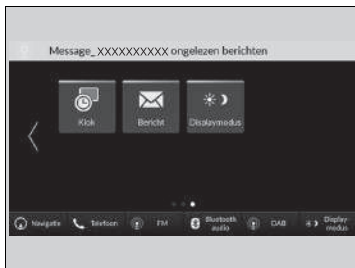 Message_XXXXXXXXXX ongelezen berichten
Klok Bericht Displaymodus
Navigatie Telefoon FM Bluetooth audio DAB Display-modus